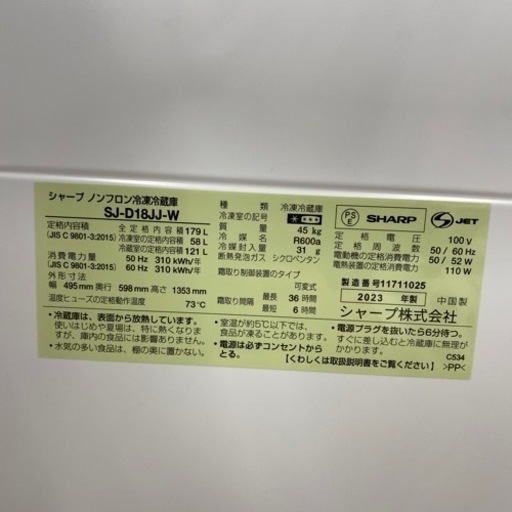 シャープ ノンフロン冷凍冷蔵庫
SJ-D18JJ-W
定格内容積
(JIS C 9801-3:2015)
全定格内容積 179 L
冷凍室の定格内容積 58 L
冷蔵室の定格内容積 121 L
消費電力量
(JIS C 9801-3:2015)
50 Hz 310 kWh/年
60 Hz 310 kWh/年
外形寸法
幅 495 mm 奥行 598 mm 高さ 1353 mm
温度ヒューズの定格動作温度 73 ℃
種類 冷凍冷蔵庫
冷凍室の記号
質量 45 kg
冷媒 R600a
冷媒封入量 31 g
断熱発泡ガス シクロペンタン
霜取り制御装置のタイプ 可変式
霜取り間隔 最長 36 時間
最短 6 時間
PS E SHARP S JET
定格電圧 100 V
定格周波数 50 / 60 Hz
電動機の定格消費電力 50 / 52 W
電熱装置の定格消費電力 110 W
製造番号 11711025
2023 年製 中国製
シャープ株式会社
•冷蔵庫は、表面から放熱しています。
使いはじめや夏場は、特に熱くなりますが、庫内の食品には影響ありません。
•水気の多い食品は、棚の奥に置かない。
•室温が約5℃以下では、食品が凍ることがあります。
•電源は必ずコンセントからとる。
•電源プラグを抜いたら6分待つ。
すぐに差し込むと冷蔵庫に無理がかかります。
【くわしくは取扱説明書をご覧ください】
C534
>PP<